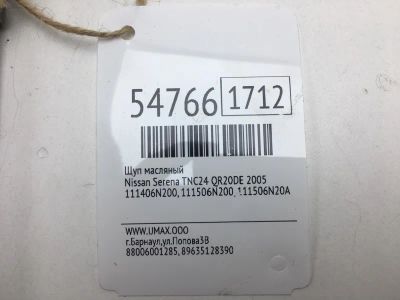 54766 1712
Щуп масляный
Nissan Serena TNC24 QR20DE 2005
111406N200, 111506N200, 111506N20A
WWW.UMAX.OOO
г.Барнаул,ул.Попова3В
88006001285, 89635128390